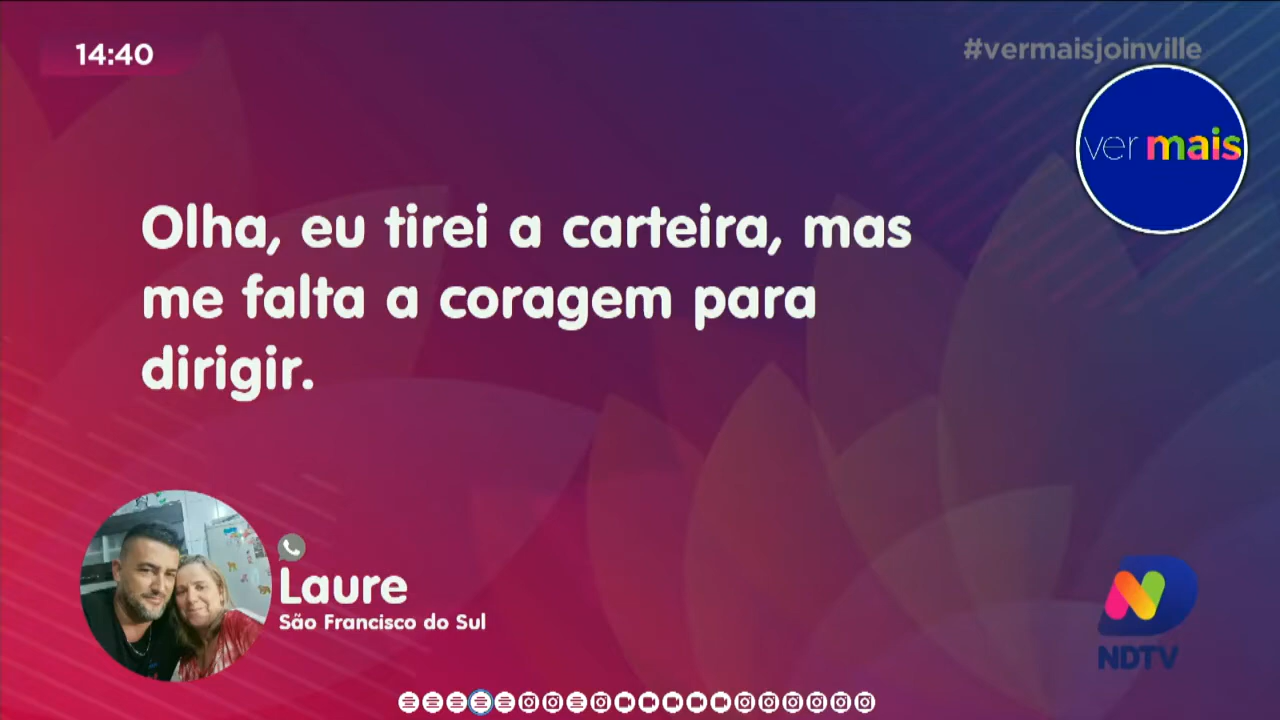 14:40
#vermaisjoinville
ver mais
Olha, eu tirei a carteira, mas
me falta a coragem para
dirigir.
Laure
São Francisco do Sul
NDTV